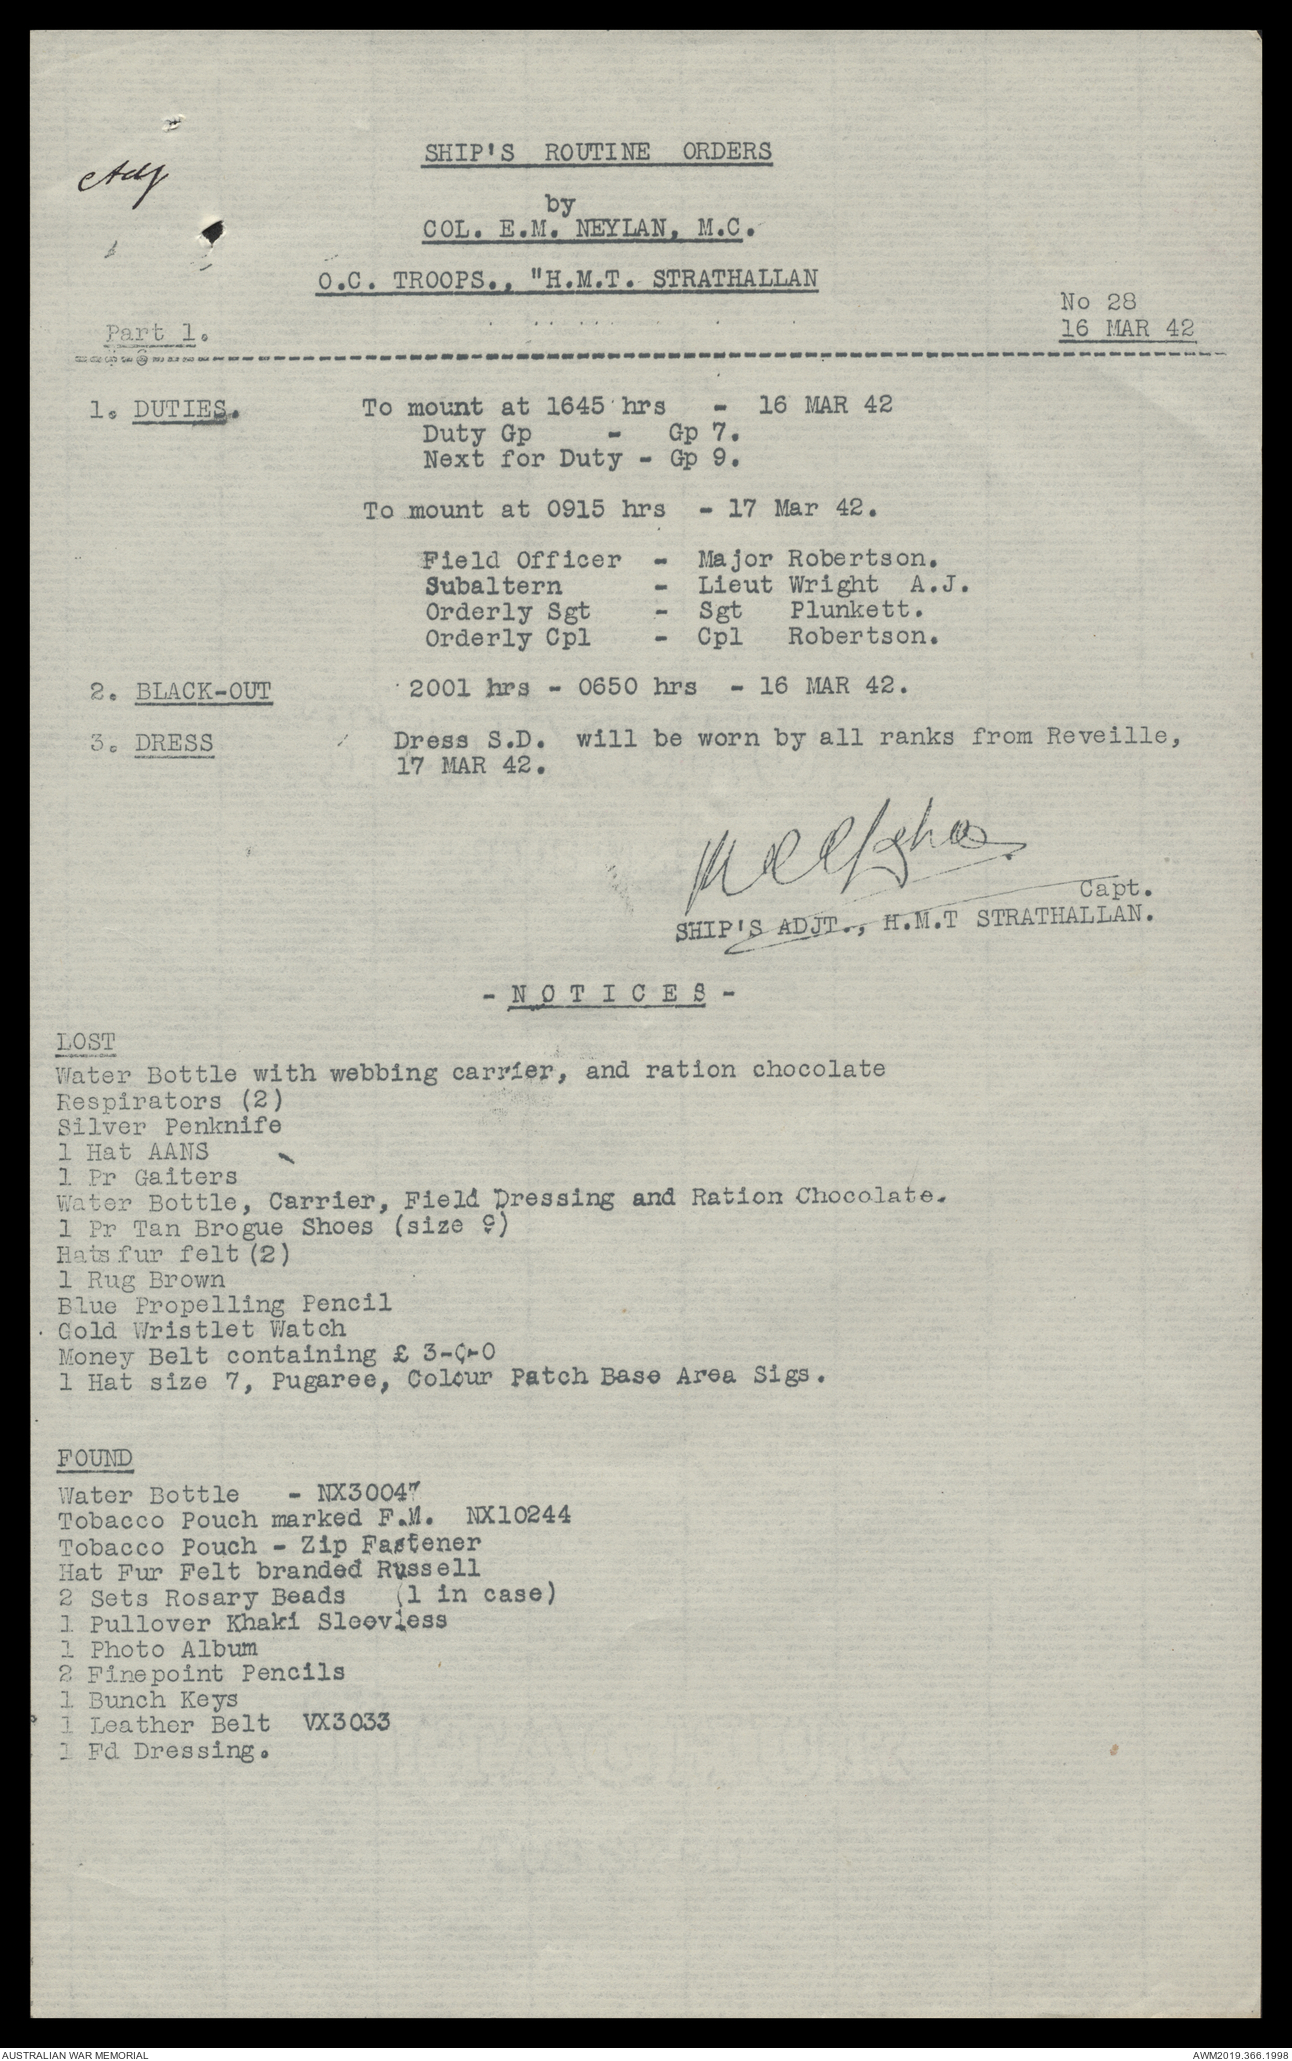 SHIP'S ROUTINE ORDERS
Adj
by
COL. E.M. NEYLAN, M.C.
O.C. TROOPS., "H.M.T. STRATHALLAN
No 28
Part 1.
16 MAR 42
1. DUTIES. To mount at 1645 hrs - 16 MAR 42
Duty Gp - Gp 7.
Next for Duty - Gp 9.
To mount at 0915 hrs - 17 Mar 42.
Field Officer - Major Robertson.
Subaltern - Lieut Wright A.J.
Orderly Sgt - Sgt Plunkett.
Orderly Cpl - Cpl Robertson.
2. BLACK-OUT 2001 hrs - 0650 hrs - 16 MAR 42.
3. DRESS Dress S.D. will be worn by all ranks from Reveille,
17 MAR 42.
Capt.
SHIP'S ADJT., H.M.T STRATHALLAN.
- N O T I C E S -
LOST
Water Bottle with webbing carrier, and ration chocolate
Respirators (2)
Silver Penknife
1 Hat AANS
1 Pr Gaiters
Water Bottle, Carrier, Field Dressing and Ration Chocolate.
1 Pr Tan Brogue Shoes (size 9)
Hats fur felt (2)
1 Rug Brown
Blue Propelling Pencil
Gold Wristlet Watch
Money Belt containing £ 3-0-0
1 Hat size 7, Pugaree, Colour Patch Base Area Sigs.
FOUND
Water Bottle - NX30047
Tobacco Pouch marked F.M. NX10244
Tobacco Pouch - Zip Fastener
Hat Fur Felt branded Russell
2 Sets Rosary Beads (1 in case)
1 Pullover Khaki Sleevless
1 Photo Album
2 Finepoint Pencils
1 Bunch Keys
1 Leather Belt VX3033
1 Fd Dressing.
AUSTRALIAN WAR MEMORIAL
AWM2019.366.1998